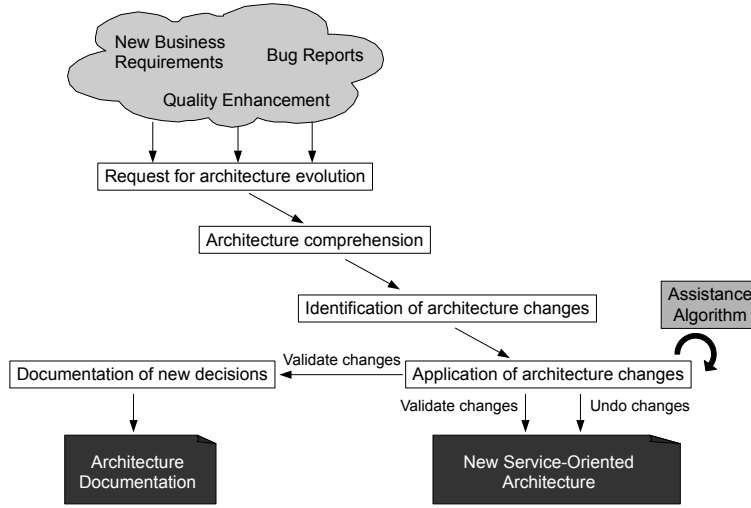 New Business
Requirements
Bug Reports
Quality Enhancement
Request for architecture evolution
Architecture comprehension
Identification of architecture changes
Assistance
Algorithm
Documentation of new decisions
Validate changes
Application of architecture changes
Validate changes
Undo changes
Architecture
Documentation
New Service-Oriented
Architecture